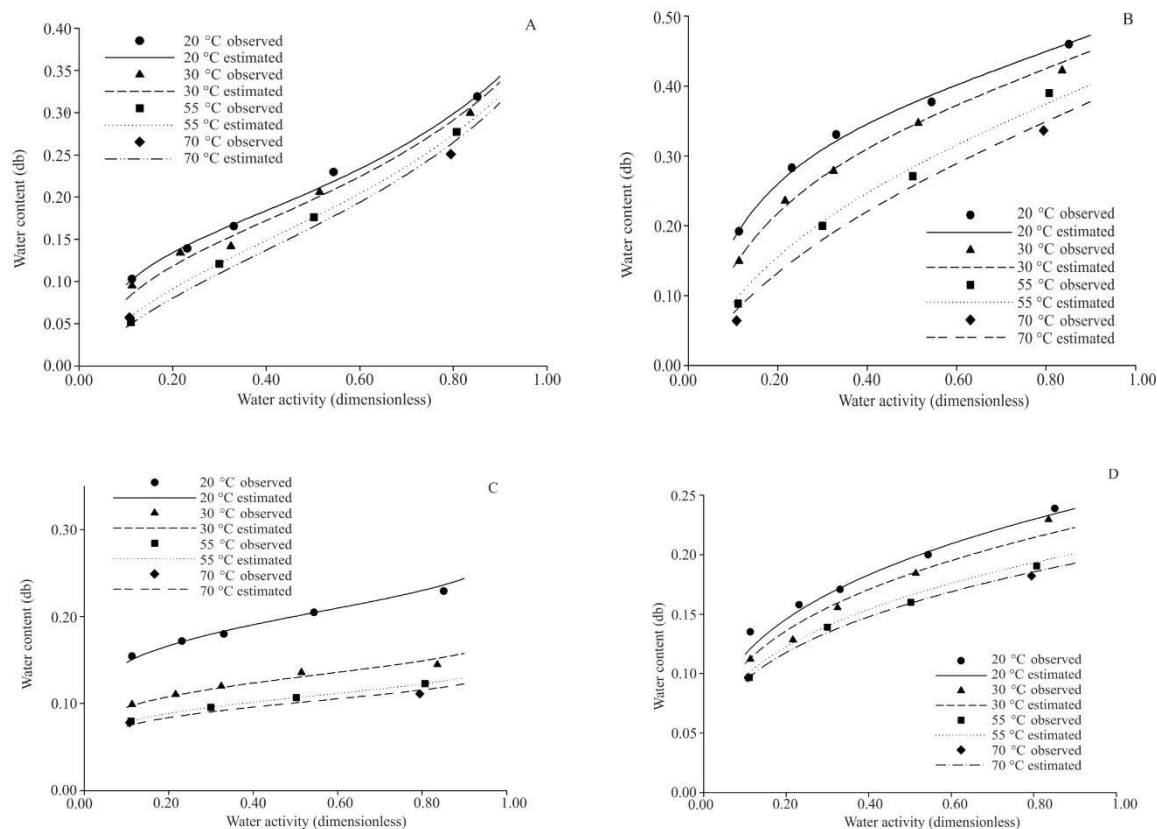 A
0.40
0.35
0.30
0.25
0.20
0.15
0.10
0.05
0.00
Water content (db)
20 °C observed
20 °C estimated
30 °C observed
30 °C estimated
55 °C observed
55 °C estimated
70 °C observed
70 °C estimated
0.00 0.20 0.40 0.60 0.80 1.00
Water activity (dimensionless)
B
0.50
0.40
0.30
0.20
0.10
0.00
Water content (db)
20 °C observed
20 °C estimated
30 °C observed
30 °C estimated
55 °C observed
55 °C estimated
70 °C observed
70 °C estimated
0.00 0.20 0.40 0.60 0.80 1.00
Water activity (dimensionless)
C
20 °C observed
20 °C estimated
30 °C observed
30 °C estimated
55 °C observed
55 °C estimated
70 °C observed
70 °C estimated
0.30
0.20
0.10
0.00
Water content (db)
0.00 0.20 0.40 0.60 0.80 1.00
Water activity (dimensionless)
D
0.25
0.20
0.15
0.10
0.05
0.00
Water content (db)
20 °C observed
20 °C estimated
30 °C observed
30 °C estimated
55 °C observed
55 °C estimated
70 °C observed
70 °C estimated
0.00 0.20 0.40 0.60 0.80 1.00
Water activity (dimensionless)